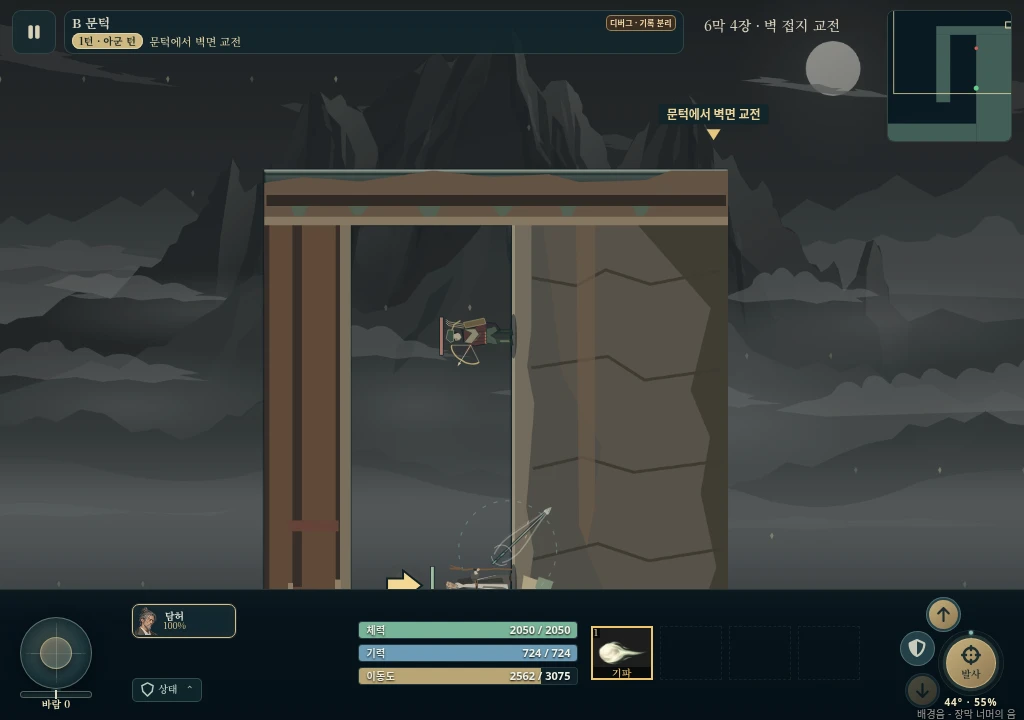 B 문턱
디버그 · 기록 분리
1턴 · 아군 턴 문턱에서 벽면 교전
6막 4장 · 벽 접지 교전
문턱에서 벽면 교전
담허
100%
체력 2050 / 2050
기력 724 / 724
이동도 2562 / 3075
1
기파
상태
발사
바람 0
44° · 55%
배경음 - 장막 너머의 음